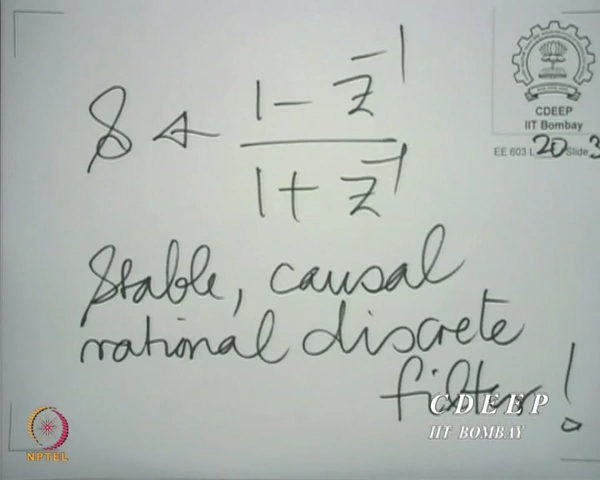 CDEEP
IIT Bombay
EE 603 L 20 Slide 3
s ← (1 - z^-1) / (1 + z^-1)
Stable, causal
rational discrete
filter!
CDEEP
IIT BOMBAY
NPTEL